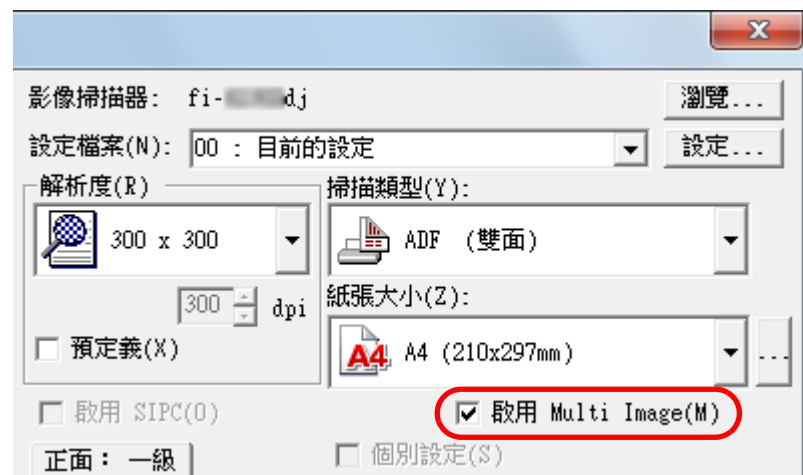 影像掃描器: fi- dj
瀏覽...
設定檔案(N): 00 : 目前的設定
設定...
解析度(R)
300 x 300
300 dpi
預定義(X)
掃描類型(Y):
ADF (雙面)
紙張大小(Z):
A4 A4 (210x297mm)
...
啟用 SIPC(O)
啟用 Multi Image(M)
正面: 一級
個別設定(S)